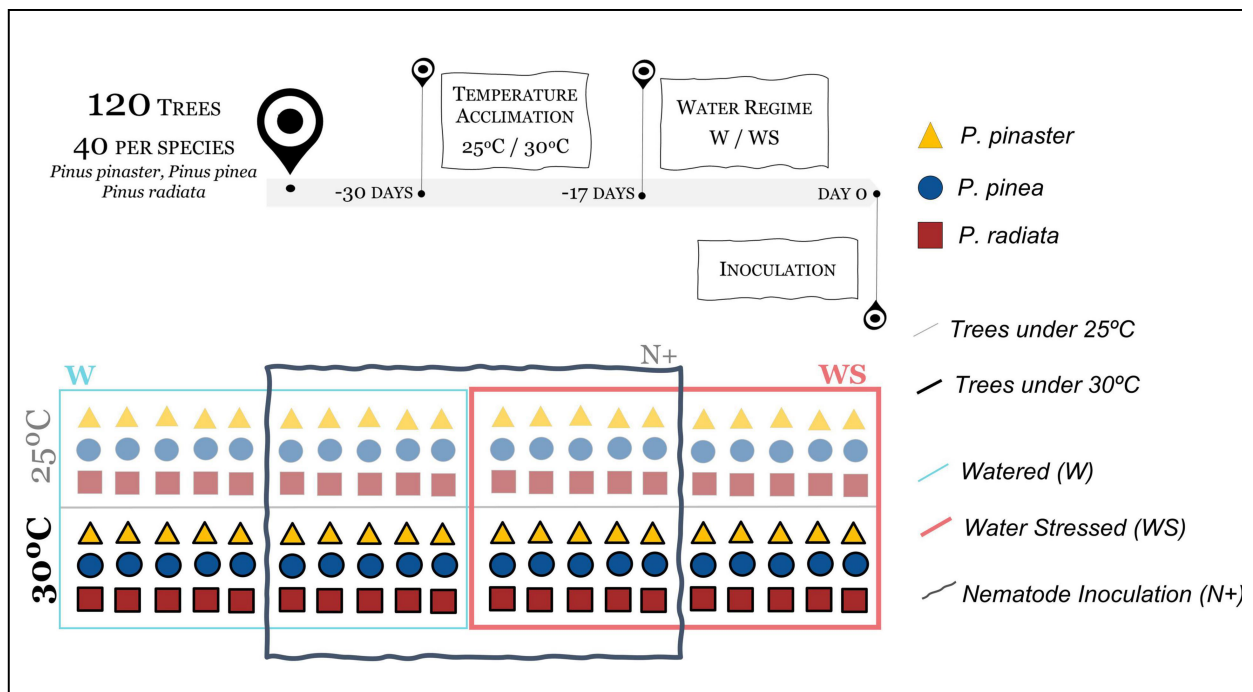 120 TREES
40 PER SPECIES
Pinus pinaster, Pinus pinea
Pinus radiata
TEMPERATURE
ACCLIMATION
25ºC / 30ºC
WATER REGIME
W / WS
-30 DAYS
-17 DAYS
DAY 0
INOCULATION
P. pinaster
P. pinea
P. radiata
Trees under 25ºC
Trees under 30ºC
Watered (W)
Water Stressed (WS)
Nematode Inoculation (N+)
W
N+
WS
25ºC
30ºC